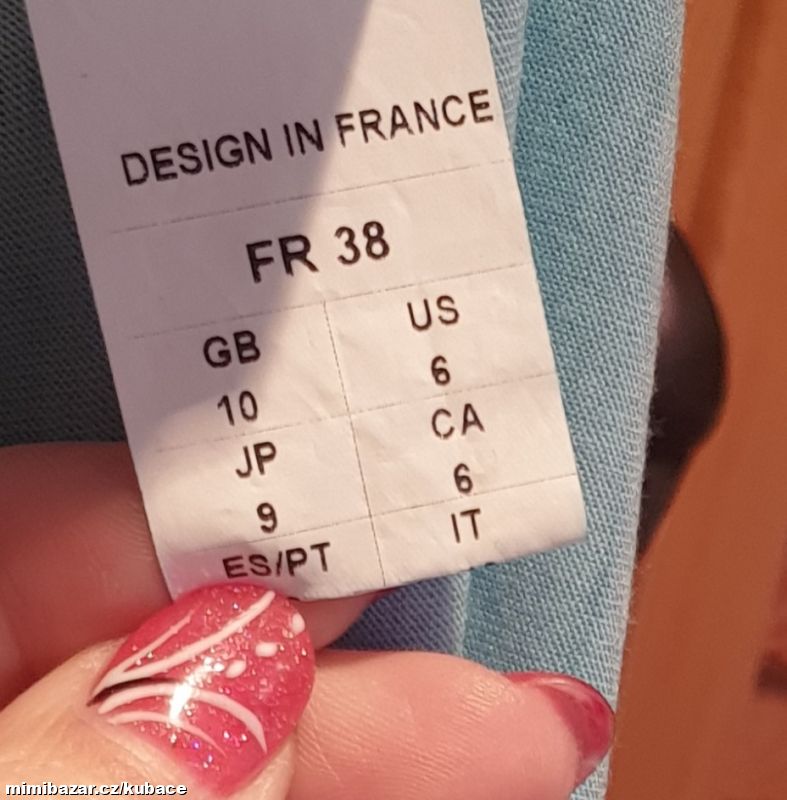 DESIGN IN FRANCE
FR 38
GB US
10 6
JP CA
9 6
ES/PT IT
mimibazar.cz/kubace